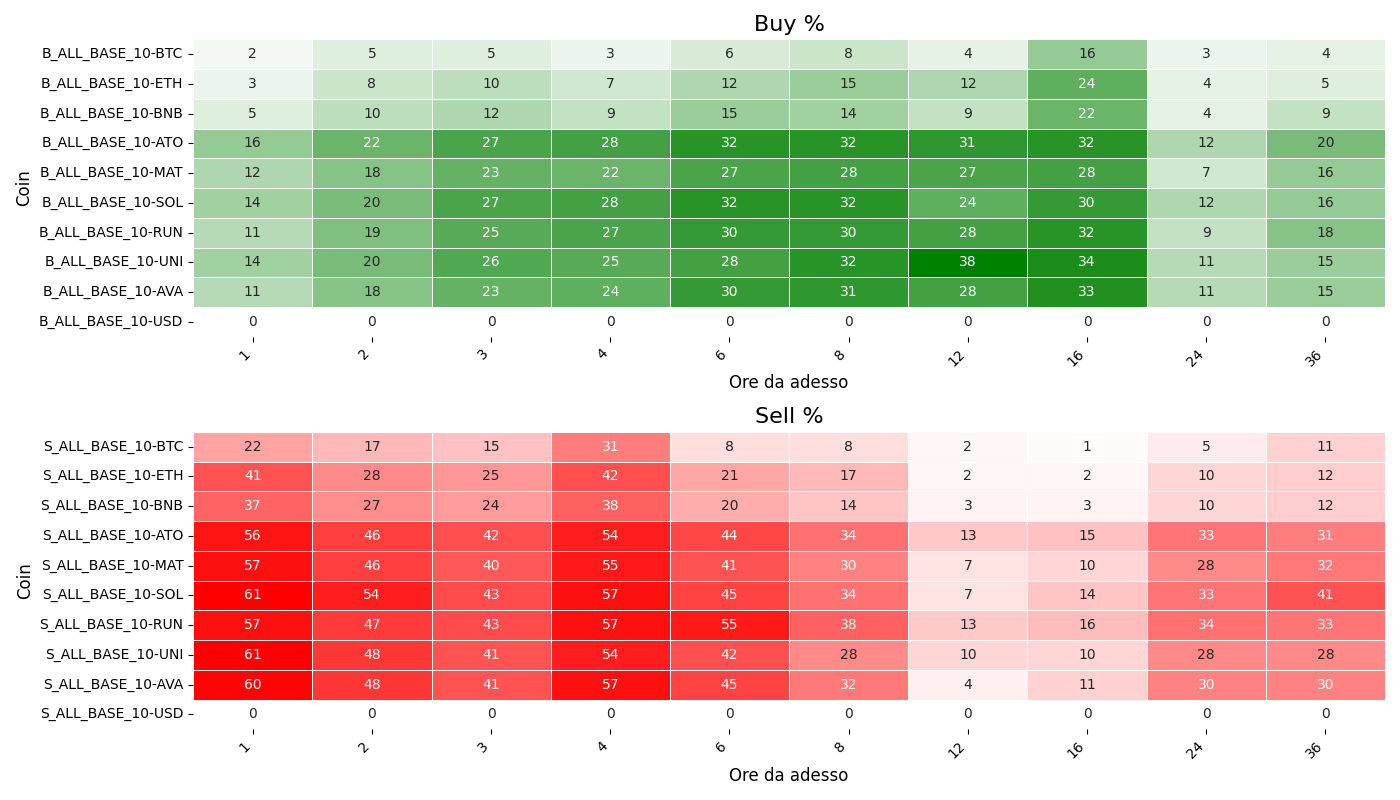 Buy %
Coin
B_ALL_BASE_10-BTC 2 5 5 3 6 8 4 16 3 4
B_ALL_BASE_10-ETH 3 8 10 7 12 15 12 24 4 5
B_ALL_BASE_10-BNB 5 10 12 9 15 14 9 22 4 9
B_ALL_BASE_10-ATO 16 22 27 28 32 32 31 32 12 20
B_ALL_BASE_10-MAT 12 18 23 22 27 28 27 28 7 16
B_ALL_BASE_10-SOL 14 20 27 28 32 32 24 30 12 16
B_ALL_BASE_10-RUN 11 19 25 27 30 30 28 32 9 18
B_ALL_BASE_10-UNI 14 20 26 25 28 32 38 34 11 15
B_ALL_BASE_10-AVA 11 18 23 24 30 31 28 33 11 15
B_ALL_BASE_10-USD 0 0 0 0 0 0 0 0 0 0
1 2 3 4 6 8 12 16 24 36
Ore da adesso
Sell %
Coin
S_ALL_BASE_10-BTC 22 17 15 31 8 8 2 1 5 11
S_ALL_BASE_10-ETH 41 28 25 42 21 17 2 2 10 12
S_ALL_BASE_10-BNB 37 27 24 38 20 14 3 3 10 12
S_ALL_BASE_10-ATO 56 46 42 54 44 34 13 15 33 31
S_ALL_BASE_10-MAT 57 46 40 55 41 30 7 10 28 32
S_ALL_BASE_10-SOL 61 54 43 57 45 34 7 14 33 41
S_ALL_BASE_10-RUN 57 47 43 57 55 38 13 16 34 33
S_ALL_BASE_10-UNI 61 48 41 54 42 28 10 10 28 28
S_ALL_BASE_10-AVA 60 48 41 57 45 32 4 11 30 30
S_ALL_BASE_10-USD 0 0 0 0 0 0 0 0 0 0
1 2 3 4 6 8 12 16 24 36
Ore da adesso